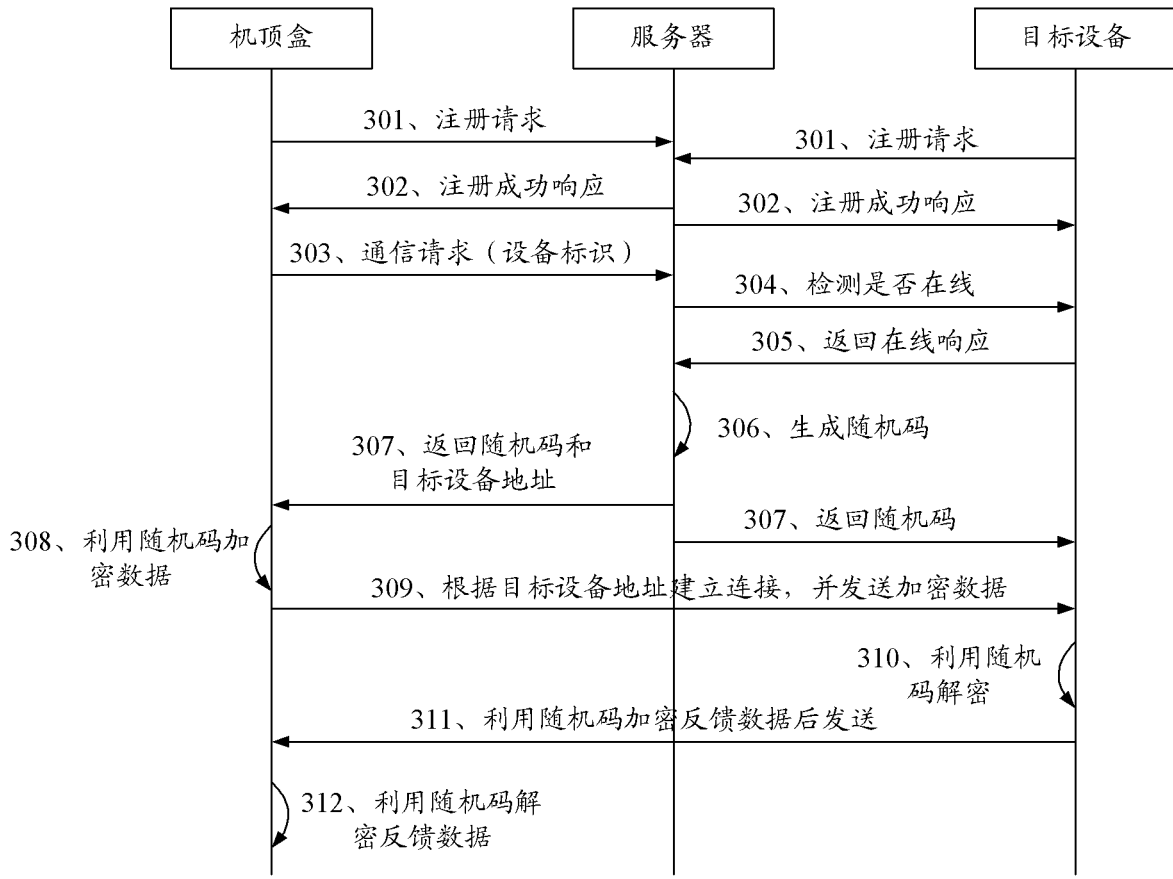 机顶盒
服务器
目标设备
301、注册请求
301、注册请求
302、注册成功响应
302、注册成功响应
303、通信请求（设备标识）
304、检测是否在线
305、返回在线响应
306、生成随机码
307、返回随机码和
目标设备地址
307、返回随机码
308、利用随机码加
密数据
309、根据目标设备地址建立连接，并发送加密数据
310、利用随机
码解密
311、利用随机码加密反馈数据后发送
312、利用随机码解
密反馈数据